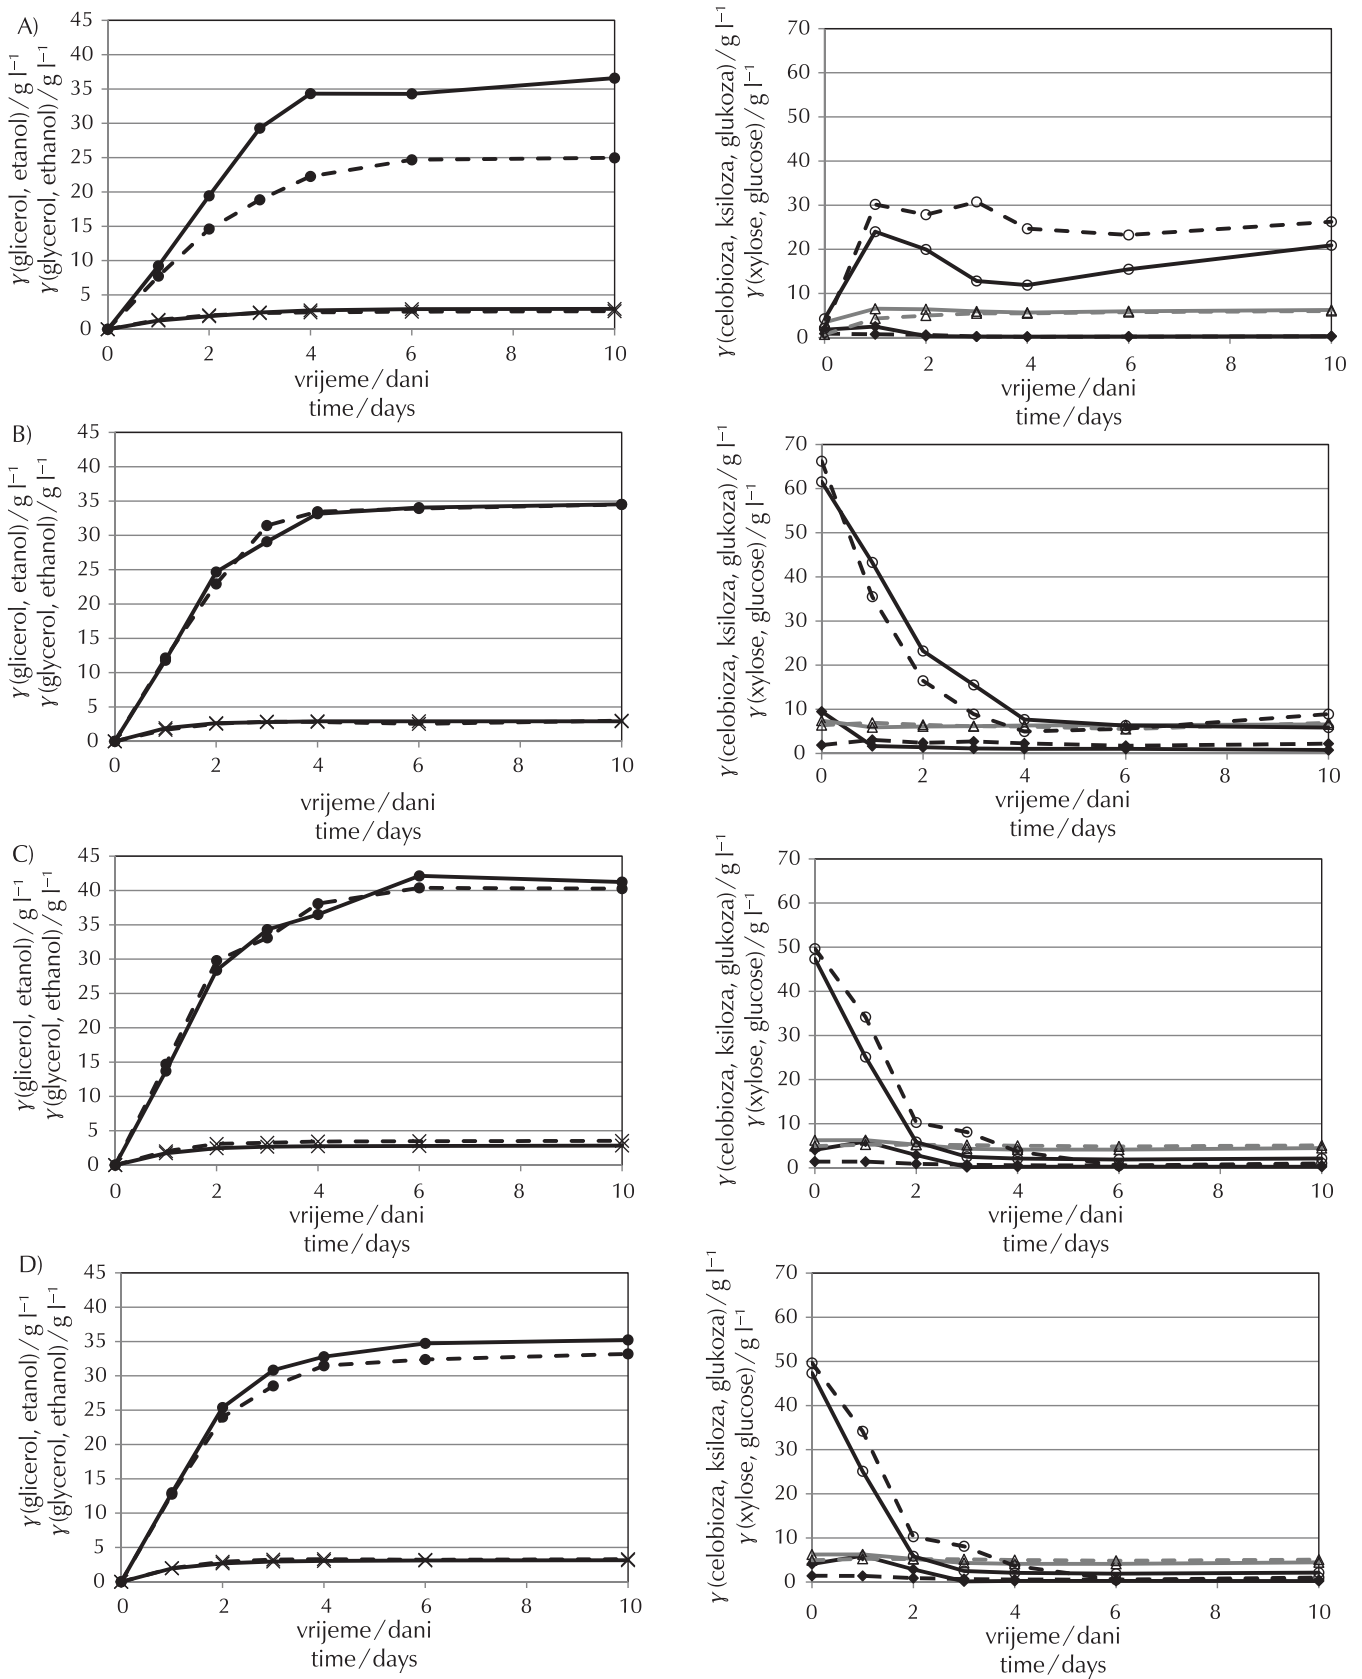 A)
γ(glicerol, etanol)/g l⁻¹
γ(glycerol, ethanol)/g l⁻¹
45
40
35
30
25
20
15
10
5
0
0 2 4 6 8 10
vrijeme/dani
time/days
γ(celobioza, ksiloza, glukoza)/g l⁻¹
γ(xylose, glucose)/g l⁻¹
70
60
50
40
30
20
10
0
0 2 4 6 8 10
vrijeme/dani
time/days
B)
γ(glicerol, etanol)/g l⁻¹
γ(glycerol, ethanol)/g l⁻¹
45
40
35
30
25
20
15
10
5
0
0 2 4 6 8 10
vrijeme/dani
time/days
γ(celobioza, ksiloza, glukoza)/g l⁻¹
γ(xylose, glucose)/g l⁻¹
70
60
50
40
30
20
10
0
0 2 4 6 8 10
vrijeme/dani
time/days
C)
γ(glicerol, etanol)/g l⁻¹
γ(glycerol, ethanol)/g l⁻¹
45
40
35
30
25
20
15
10
5
0
0 2 4 6 8 10
vrijeme/dani
time/days
γ(celobioza, ksiloza, glukoza)/g l⁻¹
γ(xylose, glucose)/g l⁻¹
70
60
50
40
30
20
10
0
0 2 4 6 8 10
vrijeme/dani
time/days
D)
γ(glicerol, etanol)/g l⁻¹
γ(glycerol, ethanol)/g l⁻¹
45
40
35
30
25
20
15
10
5
0
0 2 4 6 8 10
vrijeme/dani
time/days
γ(celobioza, ksiloza, glukoza)/g l⁻¹
γ(xylose, glucose)/g l⁻¹
70
60
50
40
30
20
10
0
0 2 4 6 8 10
vrijeme/dani
time/days